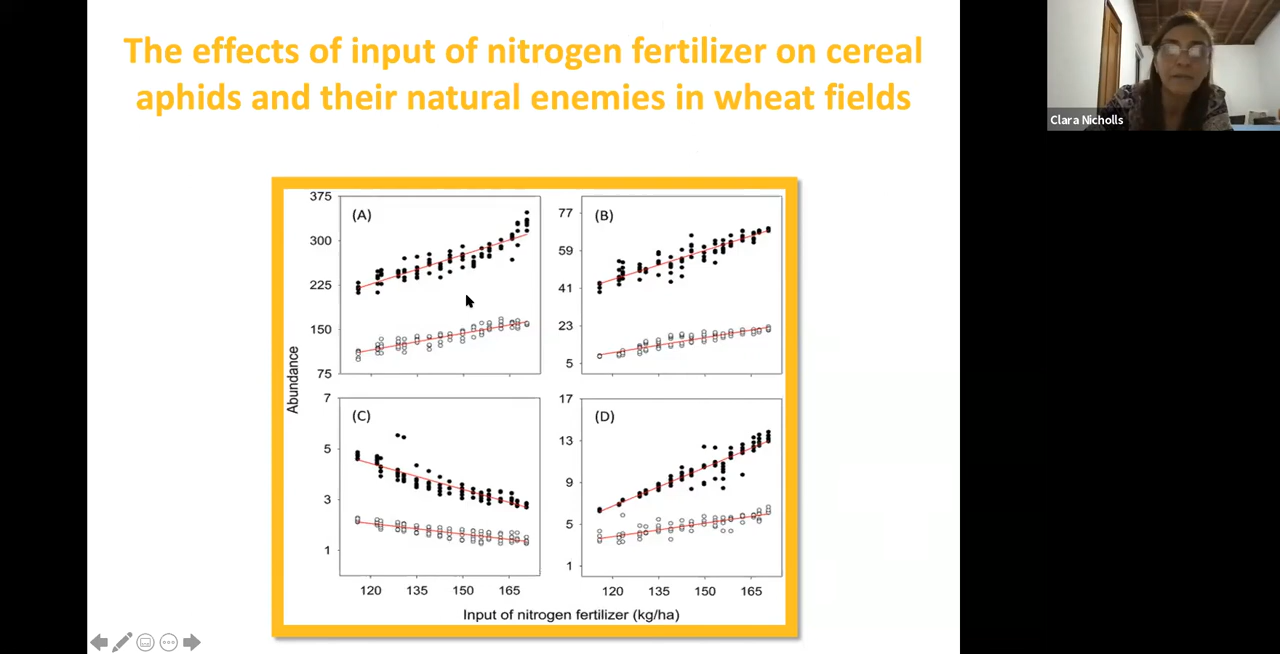 The effects of input of nitrogen fertilizer on cereal
aphids and their natural enemies in wheat fields
Clara Nicholls
Abundance
(A)
375
300
225
150
75
(B)
77
59
41
23
5
(C)
7
5
3
1
120 135 150 165
(D)
17
13
9
5
1
120 135 150 165
Input of nitrogen fertilizer (kg/ha)